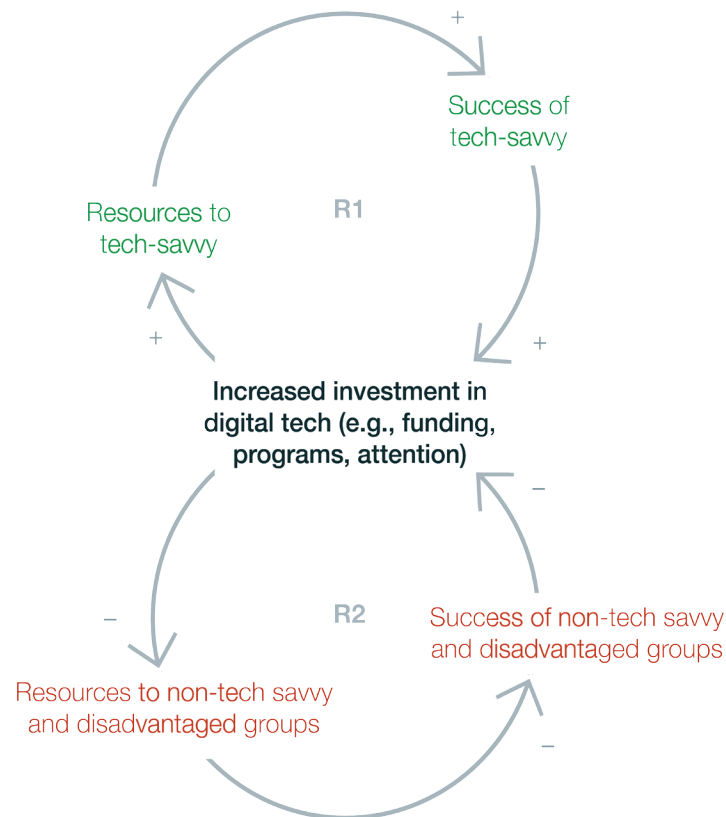 +
Success of
tech-savvy
R1
Resources to
tech-savvy
+
+
Increased investment in
digital tech (e.g., funding,
programs, attention)
–
–
R2
Success of non-tech savvy
and disadvantaged groups
Resources to non-tech savvy
and disadvantaged groups
–